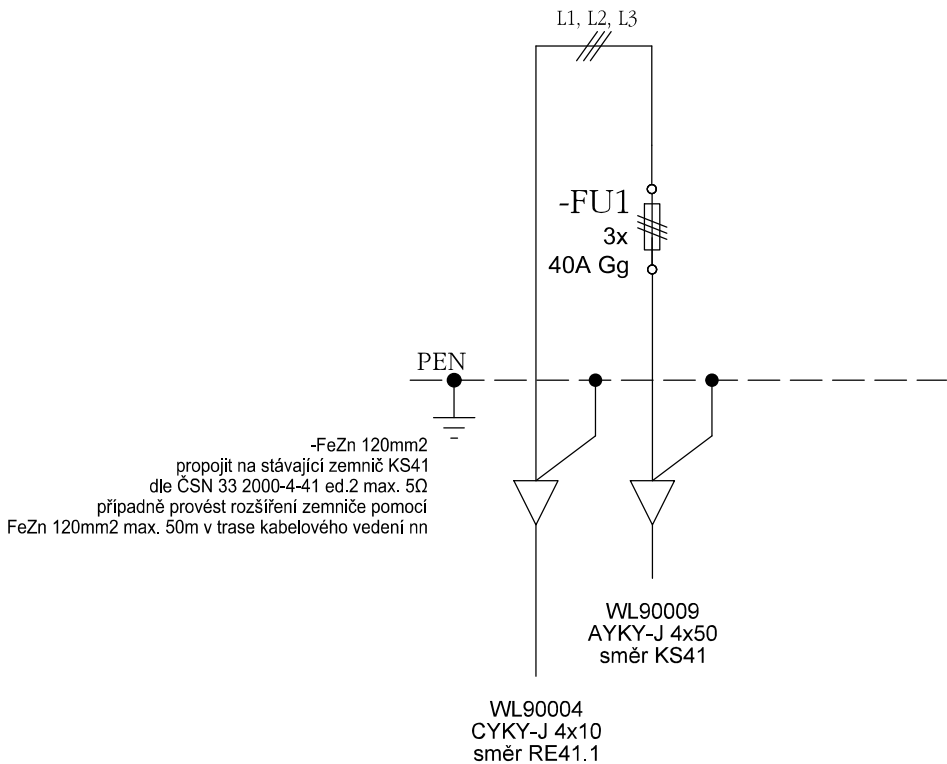 L1, L2, L3
-FU1
3x
40A Gg
PEN
-FeZn 120mm2
propojit na stávající zemnič KS41
dle ČSN 33 2000-4-41 ed.2 max. 5Ω
případně provést rozšíření zemniče pomocí
FeZn 120mm2 max. 50m v trase kabelového vedení nn
WL90009
AYKY-J 4x50
směr KS41
WL90004
CYKY-J 4x10
směr RE41.1